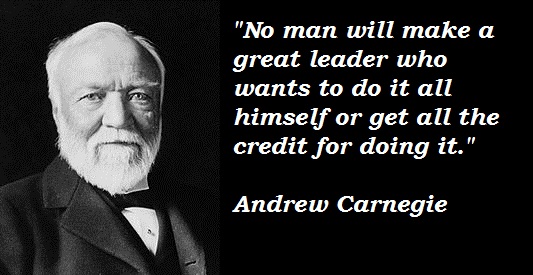 "No man will make a
great leader who
wants to do it all
himself or get all the
credit for doing it."
Andrew Carnegie